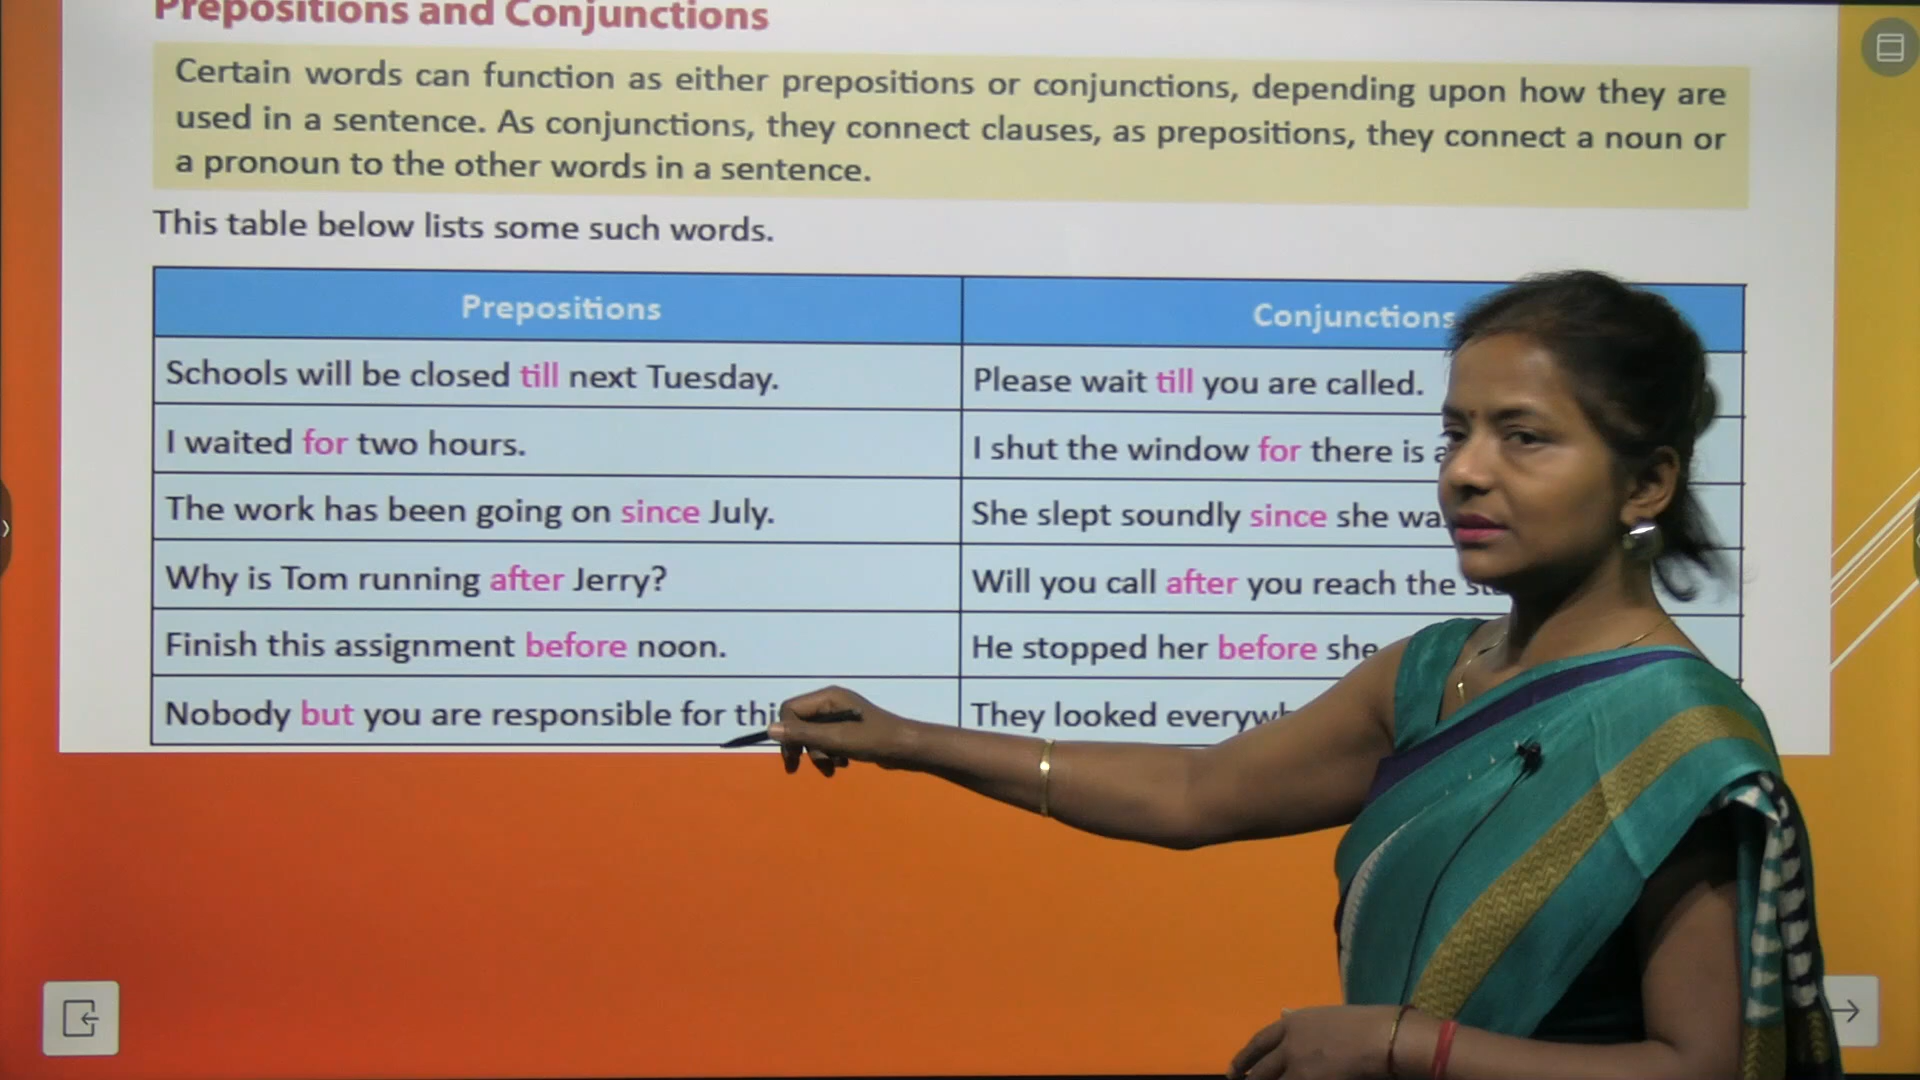 Prepositions and Conjunctions
Certain words can function as either prepositions or conjunctions, depending upon how they are
used in a sentence. As conjunctions, they connect clauses, as prepositions, they connect a noun or
a pronoun to the other words in a sentence.
This table below lists some such words.
Prepositions Conjunctions
Schools will be closed till next Tuesday. Please wait till you are called.
I waited for two hours. I shut the window for there is
The work has been going on since July. She slept soundly since she
Why is Tom running after Jerry? Will you call after you reach the
Finish this assignment before noon. He stopped her before she
Nobody but you are responsible for They looked